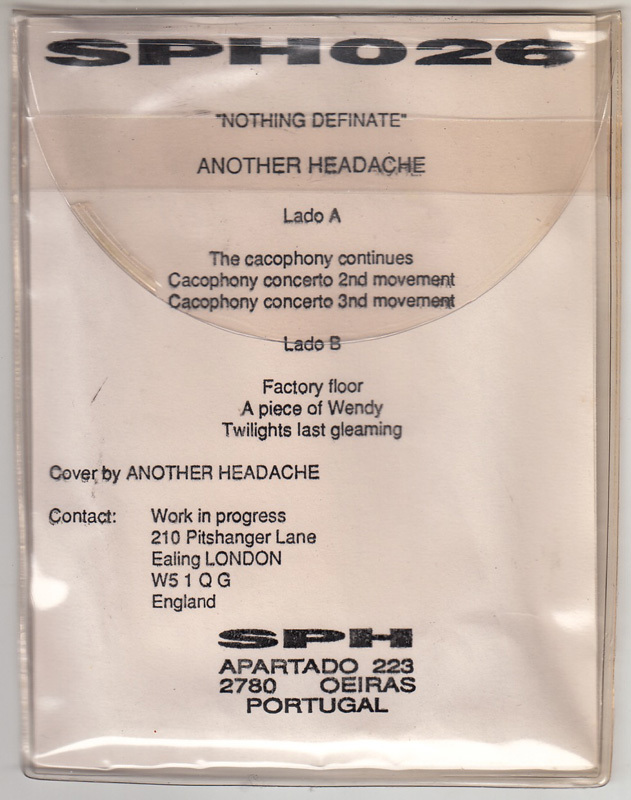 SPH026
"NOTHING DEFINATE"
ANOTHER HEADACHE
Lado A
The cacophony continues
Cacophony concerto 2nd movement
Cacophony concerto 3nd movement
Lado B
Factory floor
A piece of Wendy
Twilights last gleaming
Cover by ANOTHER HEADACHE
Contact: Work in progress
210 Pitshanger Lane
Ealing LONDON
W5 1 Q G
England
SPH
APARTADO 223
2780 OEIRAS
PORTUGAL